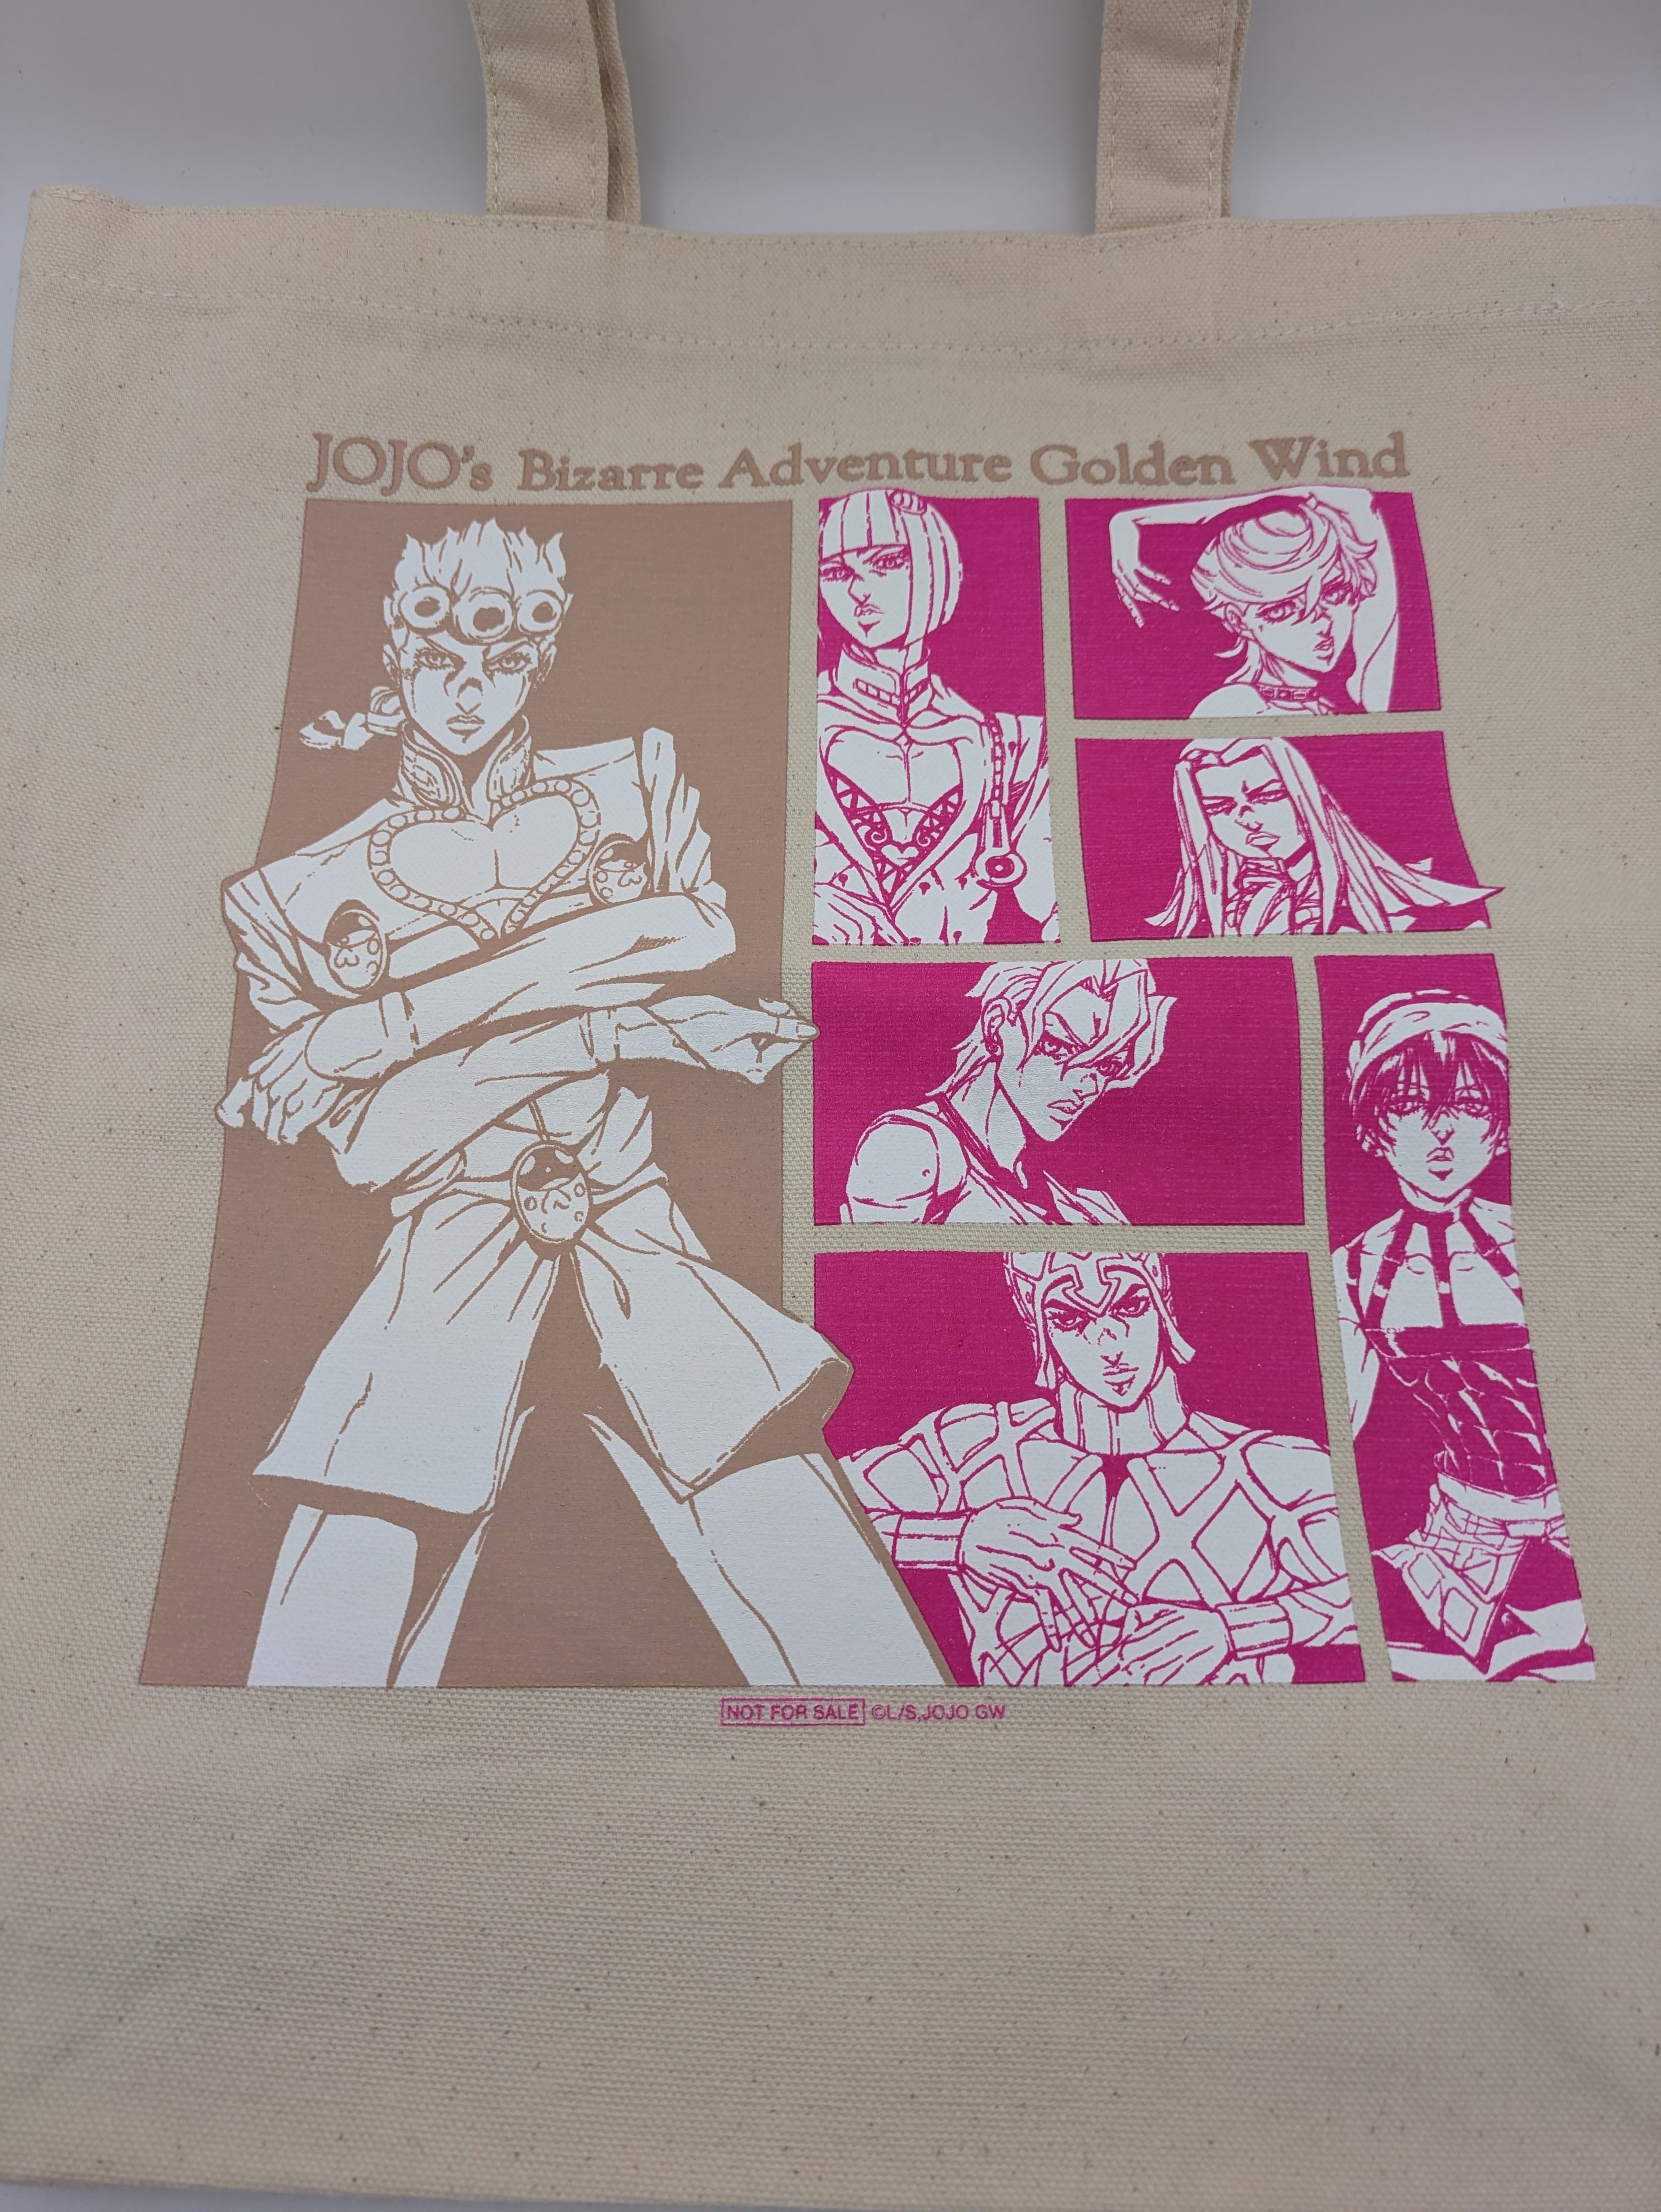 JOJO's Bizarre Adventure Golden Wind
NOT FOR SALE ©L/S,JOJO GW